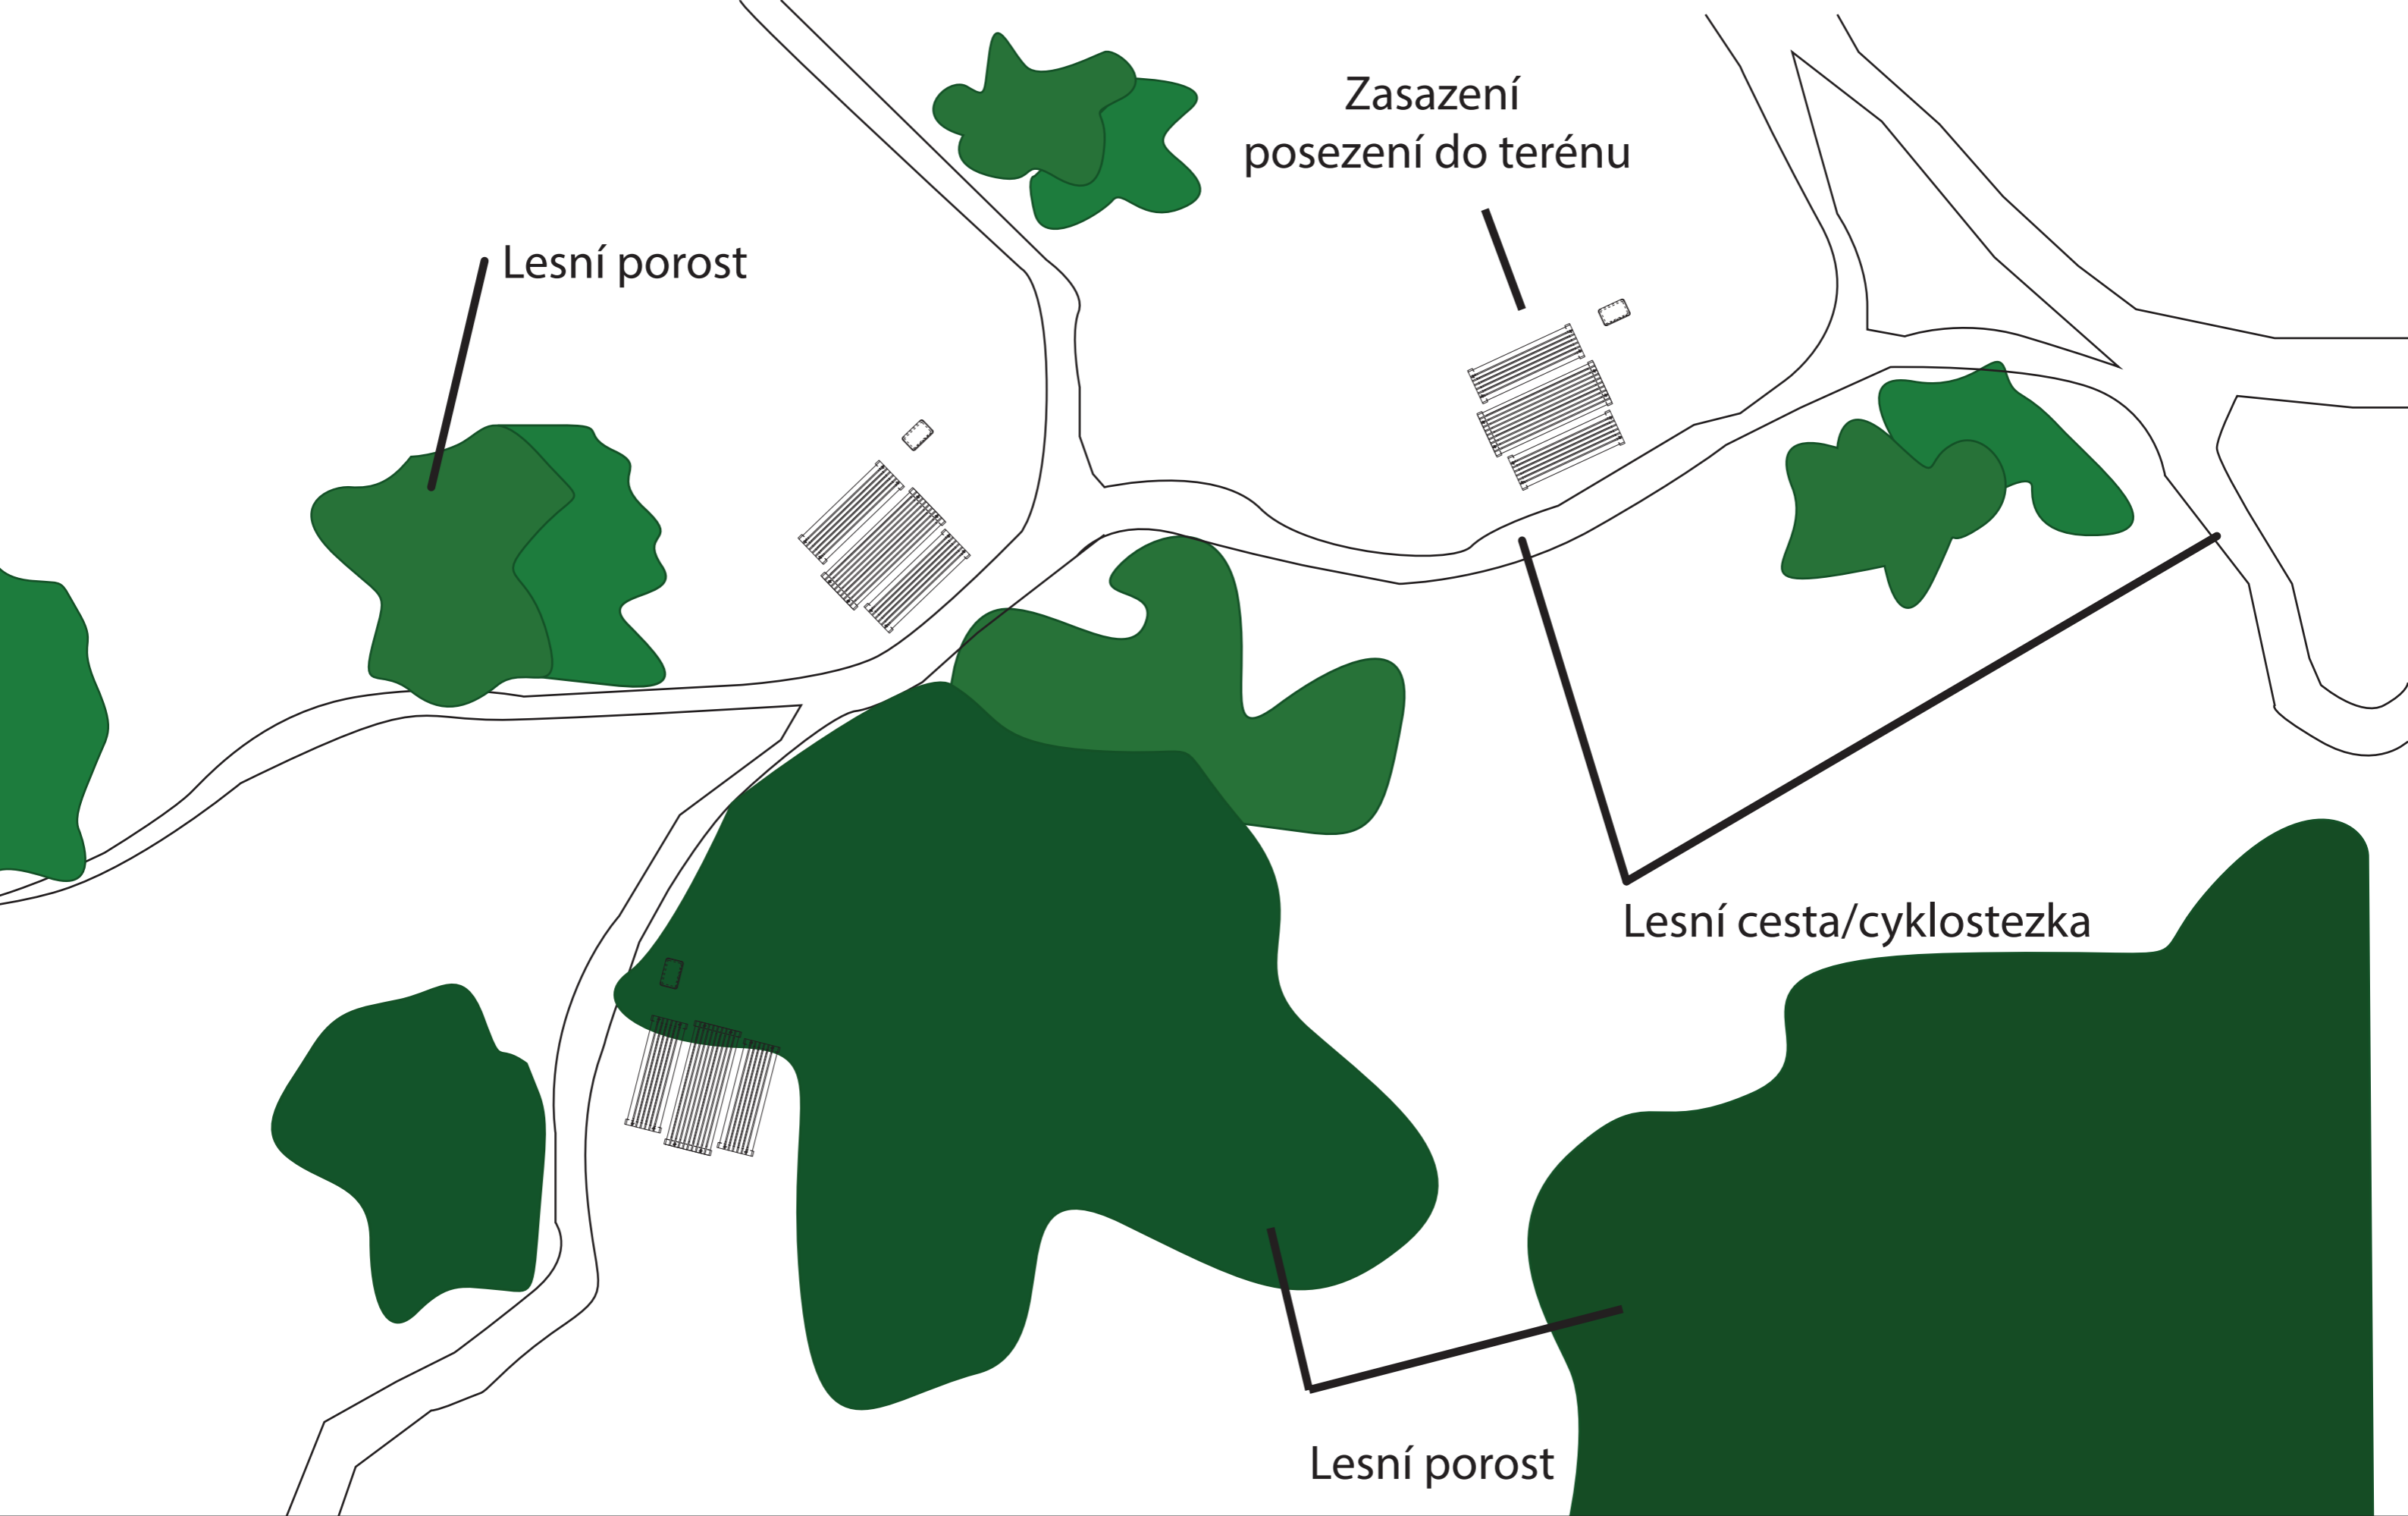 Zasazení
posezení do terénu
Lesní porost
Lesní cesta/cyklostezka
Lesní porost